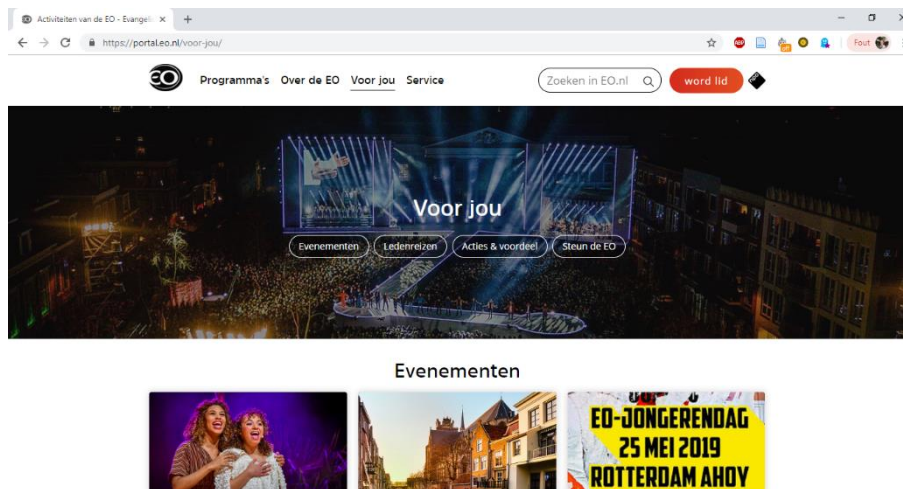 Activiteiten van de EO - Evangeli
https://portal.eo.nl/voor-jou/
ABP
Fout
EO
Programma's Over de EO Voor jou Service
Zoeken in EO.nl
word lid
Voor jou
Evenementen
Ledenreizen
Acties & voordeel
Steun de EO
Evenementen
EO-JONGERENDAG
25 MEI 2019
ROTTERDAM AHOY